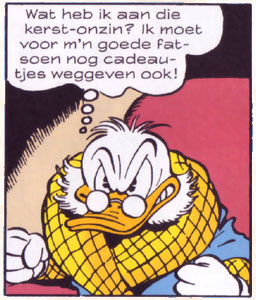 Wat heb ik aan die
kerst-onzin? Ik moet
voor m'n goede fat-
soen nog cadeau-
tjes weggeven ook!